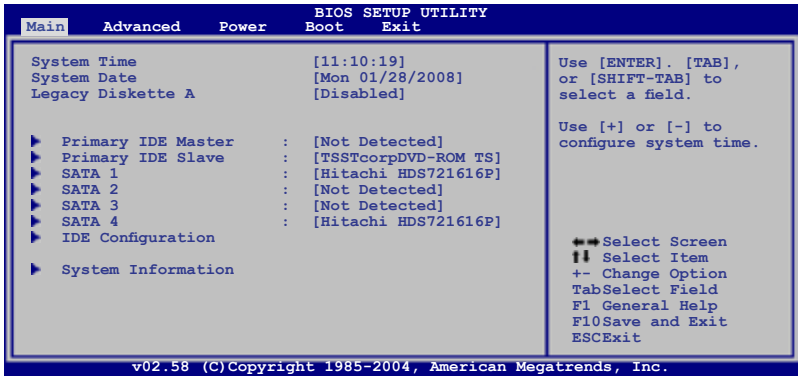 BIOS SETUP UTILITY
Main Advanced Power Boot Exit
System Time [11:10:19]
System Date [Mon 01/28/2008]
Legacy Diskette A [Disabled]
Primary IDE Master : [Not Detected]
Primary IDE Slave : [TSSTcorpDVD-ROM TS]
SATA 1 : [Hitachi HDS721616P]
SATA 2 : [Not Detected]
SATA 3 : [Not Detected]
SATA 4 : [Hitachi HDS721616P]
IDE Configuration
System Information
Use [ENTER]. [TAB],
or [SHIFT-TAB] to
select a field.
Use [+] or [-] to
configure system time.
Select Screen
Select Item
+- Change Option
TabSelect Field
F1 General Help
F10Save and Exit
ESCExit
v02.58 (C)Copyright 1985-2004, American Megatrends, Inc.